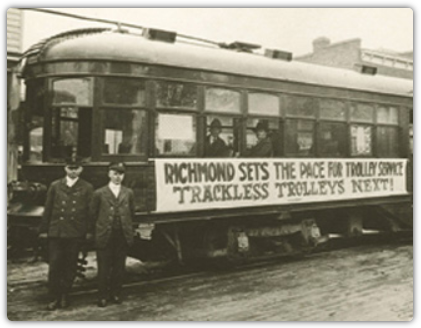 RICHMOND SETS THE PACE FOR TROLLEY SERVICE
TRACKLESS TROLLEYS NEXT!